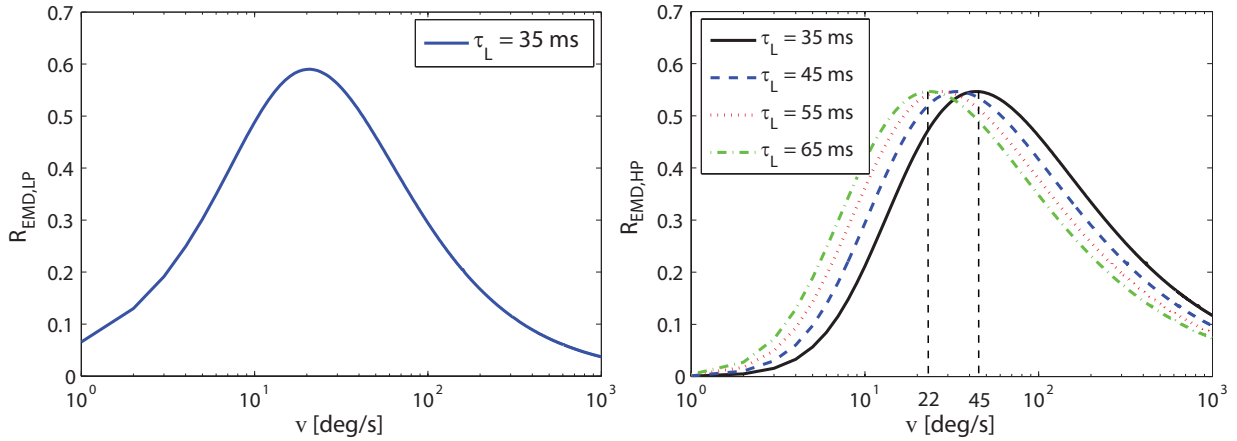 τ_L = 35 ms
0.7
0.6
0.5
0.4
0.3
0.2
0.1
0
R_EMD,LP
10^0
10^1
10^2
10^3
v [deg/s]
τ_L = 35 ms
τ_L = 45 ms
τ_L = 55 ms
τ_L = 65 ms
0.7
0.6
0.5
0.4
0.3
0.2
0.1
0
R_EMD,HP
10^0
10^1
22
45
10^2
10^3
v [deg/s]